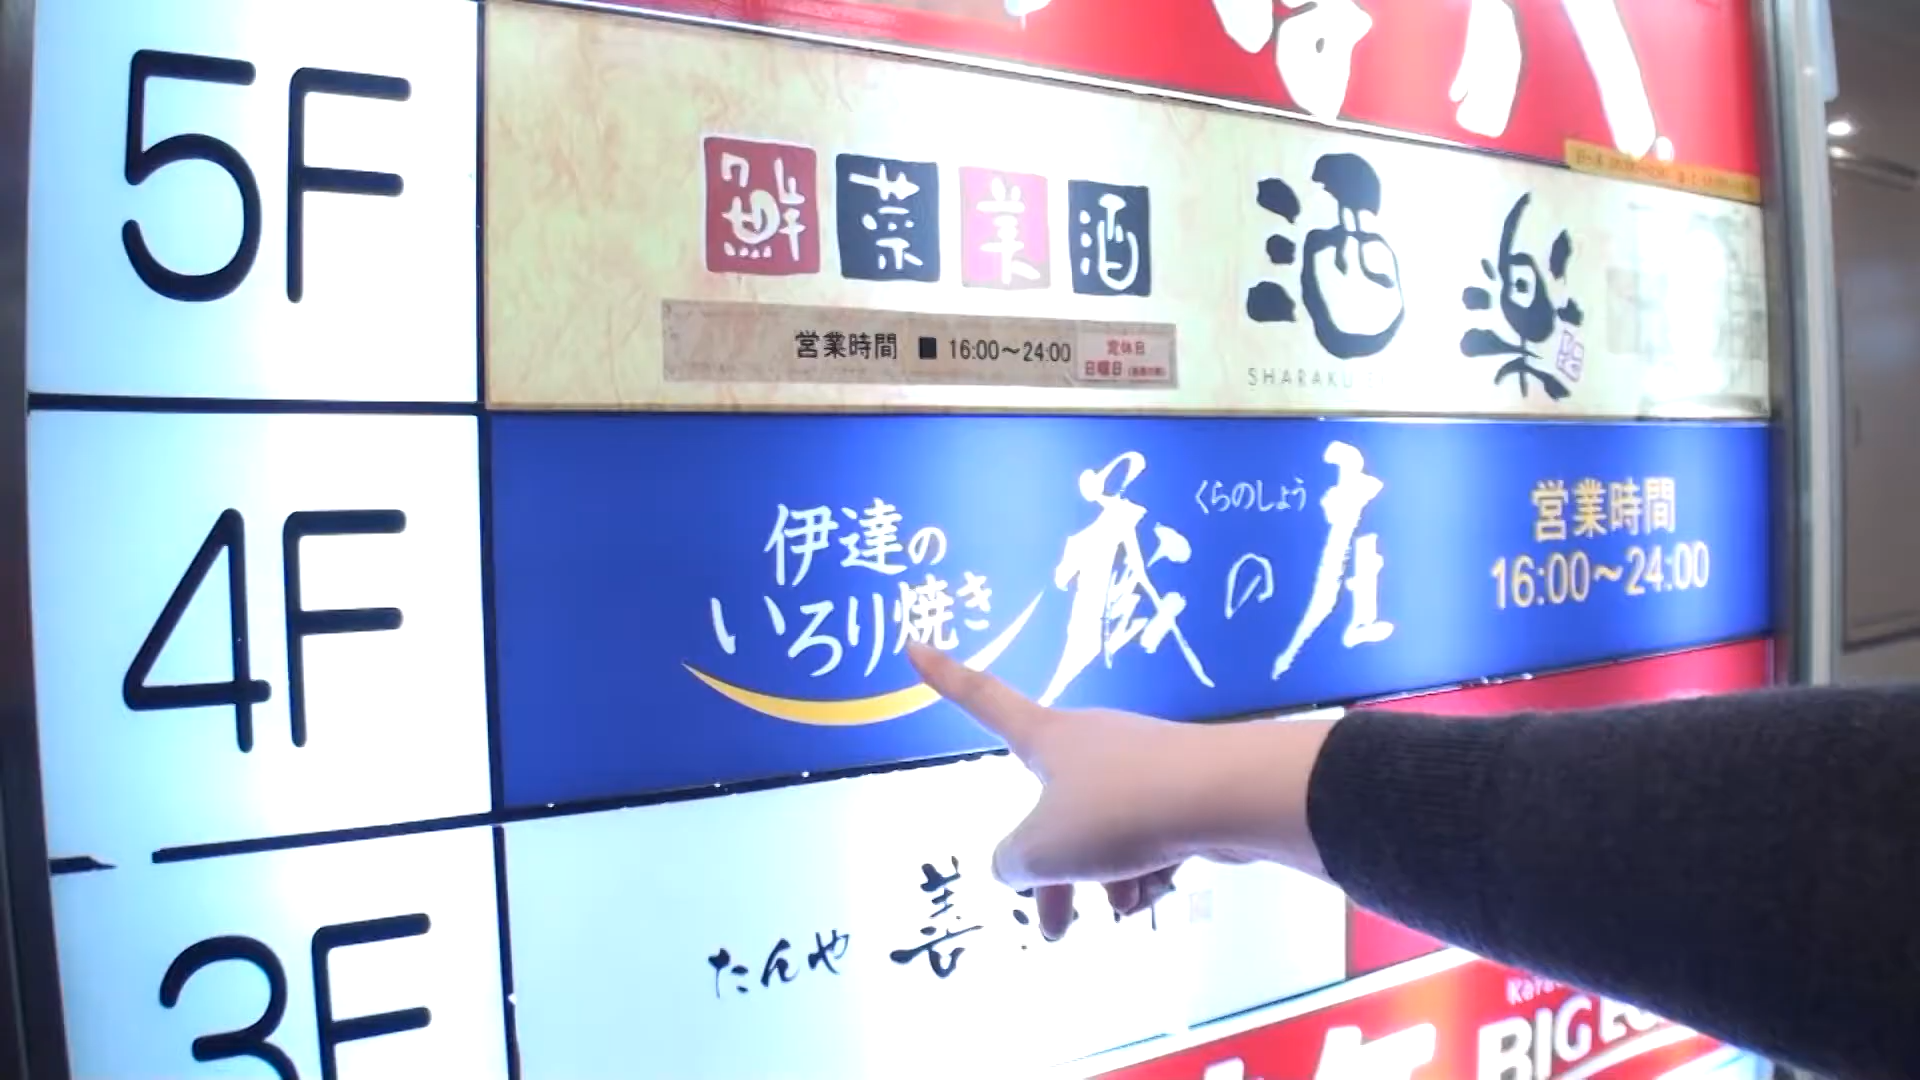 5F
鮮菜美酒
営業時間 ■ 16:00～24:00
定休日
日曜日
酒楽
SHARAKU
4F
伊達の
いろり焼き
蔵の庄
くらのしょう
営業時間
16:00～24:00
3F
たんや 善
BIG